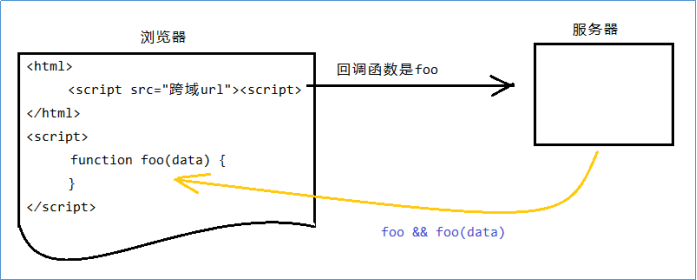 浏览器
服务器
<html>
<script src="跨域url"><script>
</html>
<script>
function foo(data) {
}
</script>
回调函数是foo
foo && foo(data)